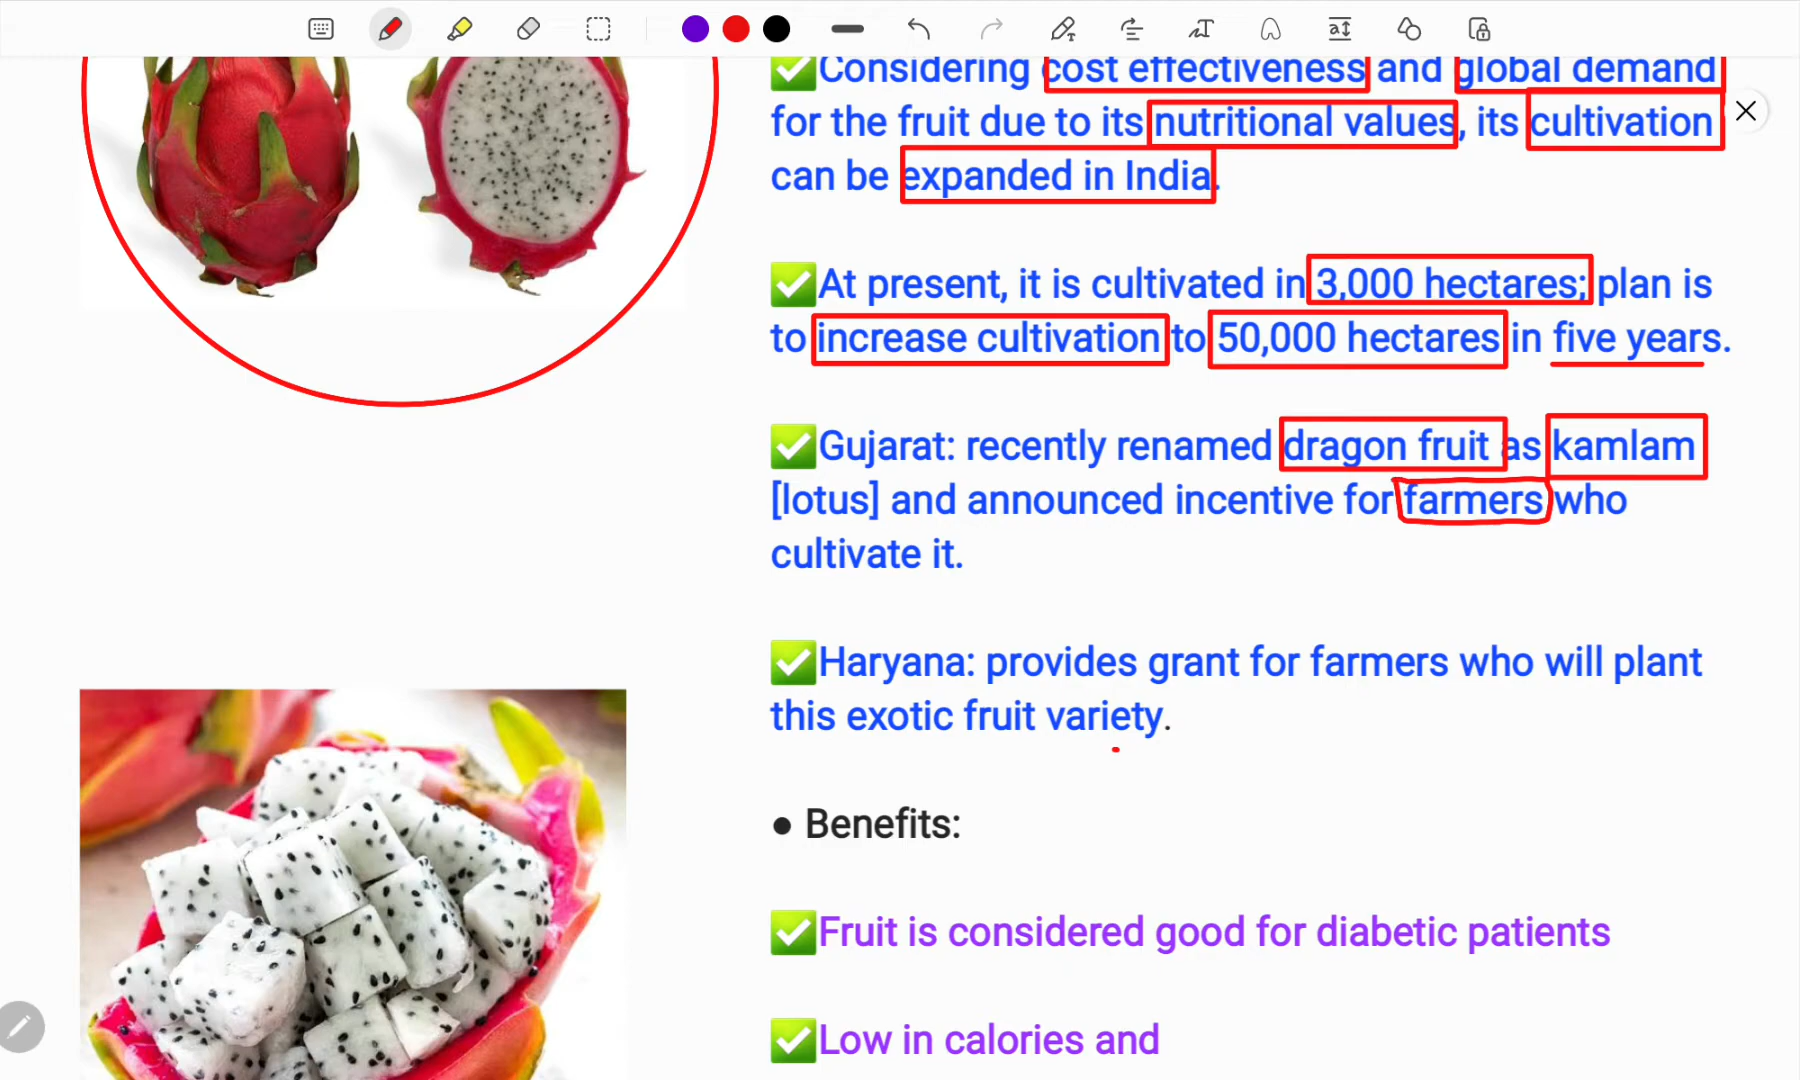 ✅Considering cost effectiveness and global demand
for the fruit due to its nutritional values, its cultivation
can be expanded in India.
✅At present, it is cultivated in 3,000 hectares; plan is
to increase cultivation to 50,000 hectares in five years.
✅Gujarat: recently renamed dragon fruit as kamlam
[lotus] and announced incentive for farmers who
cultivate it.
✅Haryana: provides grant for farmers who will plant
this exotic fruit variety.
● Benefits:
✅Fruit is considered good for diabetic patients
✅Low in calories and